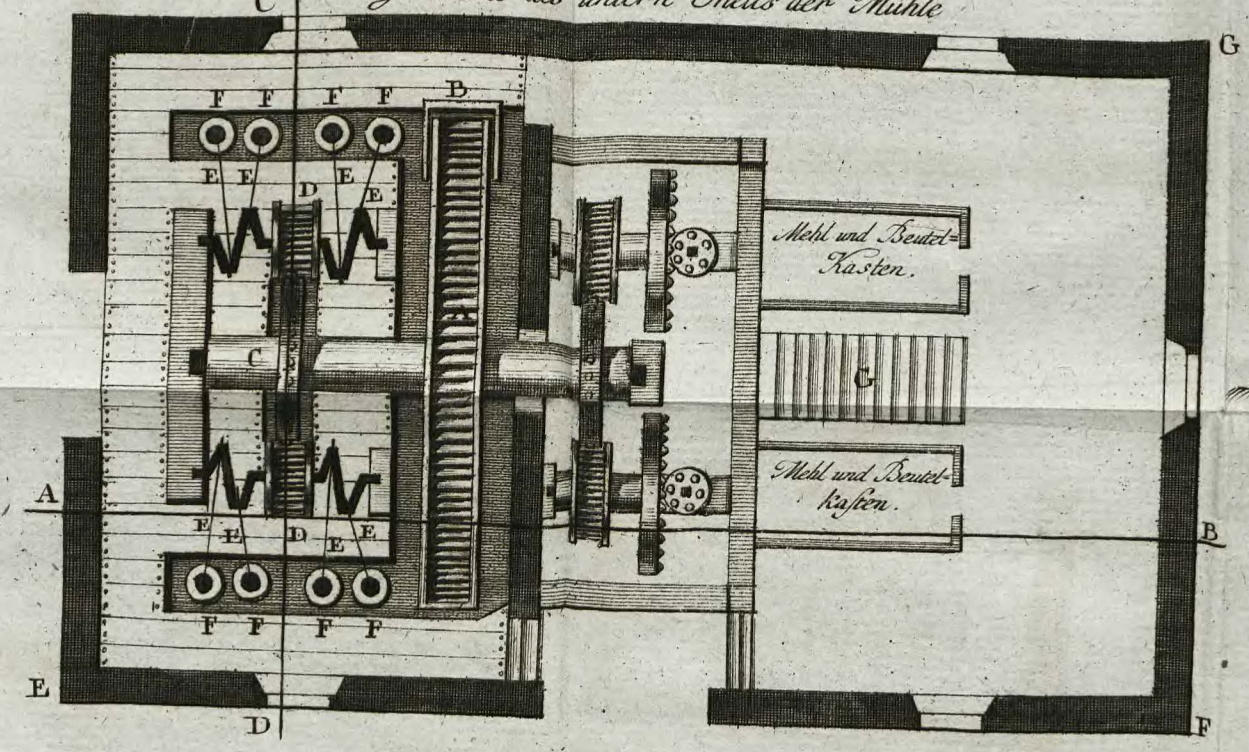 C
des untern Theils der Mühle
G
B
F F F F
E E D E E
Mehl und Beutel=
Kasten.
A
C
G
Mehl und Beutel-
kasten.
A
B
E E D E E
F F F F
E
D
F